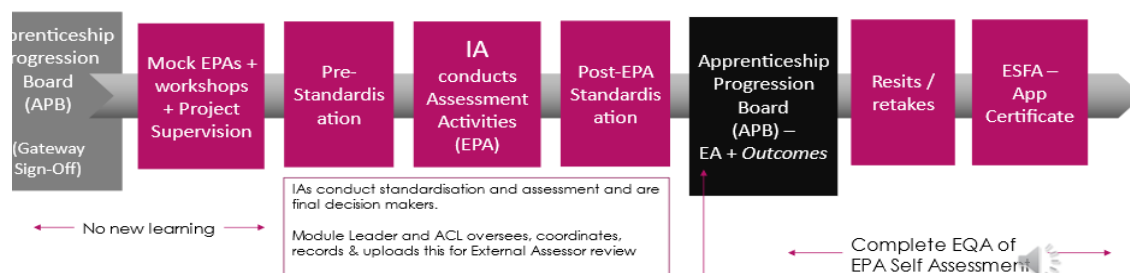 prenticeship
rogression
Board
(APB)
(Gateway
Sign-Off)
Mock EPAs +
workshops
+ Project
Supervision
Pre-
Standardis
ation
IA
conducts
Assessment
Activities
(EPA)
Post-EPA
Standardis
ation
Apprenticeship
Progression
Board
(APB) –
EA + Outcomes
Resits /
retakes
ESFA –
App
Certificate
No new learning
IAs conduct standardisation and assessment and are
final decision makers.
Module Leader and ACL oversees, coordinates,
records & uploads this for External Assessor review
Complete EQA of
EPA Self Assessment